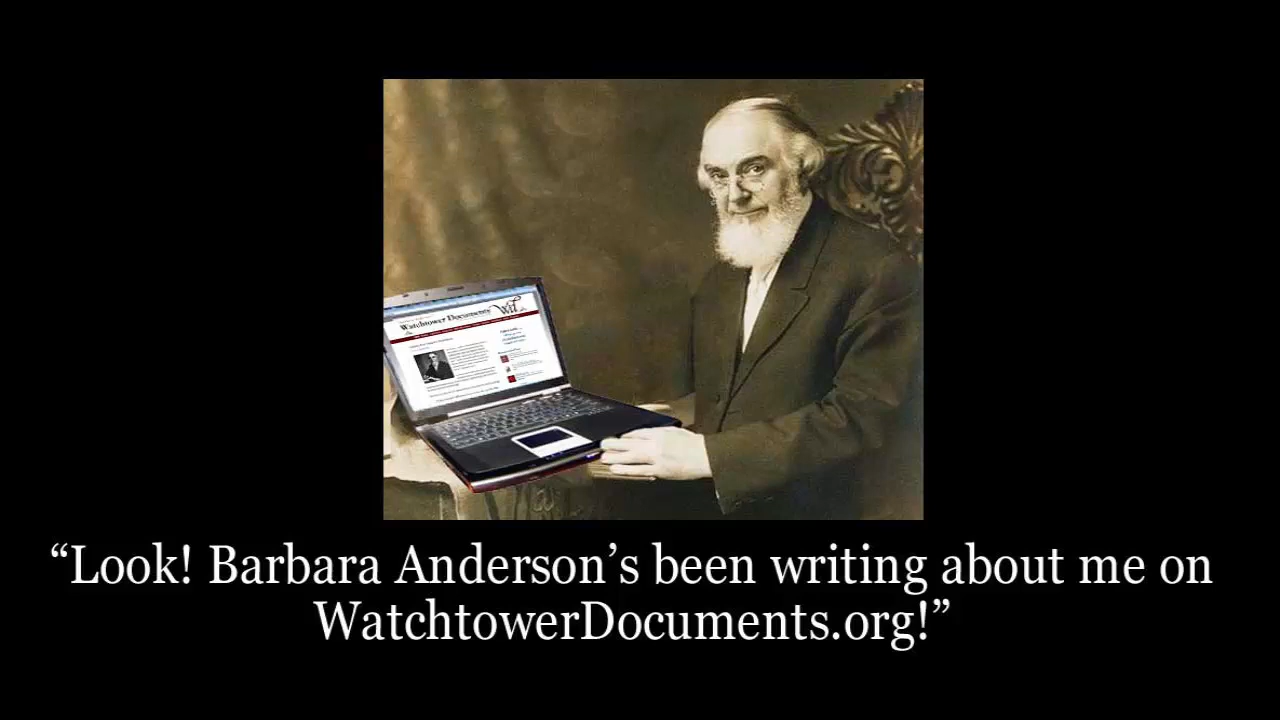 Watchtower Documents
“Look! Barbara Anderson’s been writing about me on
WatchtowerDocuments.org!”